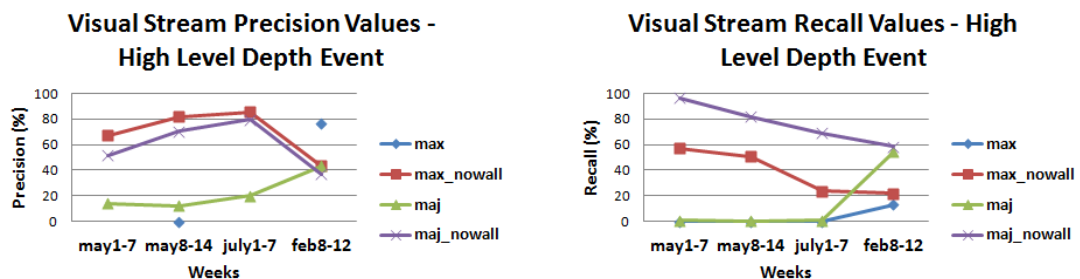 Visual Stream Precision Values -
High Level Depth Event
100
80
60
40
20
0
Precision (%)
may1-7 may8-14 july1-7 feb8-12
Weeks
max
max_nowall
maj
maj_nowall
Visual Stream Recall Values - High
Level Depth Event
100
80
60
40
20
0
Recall (%)
may1-7 may8-14 july1-7 feb8-12
Weeks
max
max_nowall
maj
maj_nowall